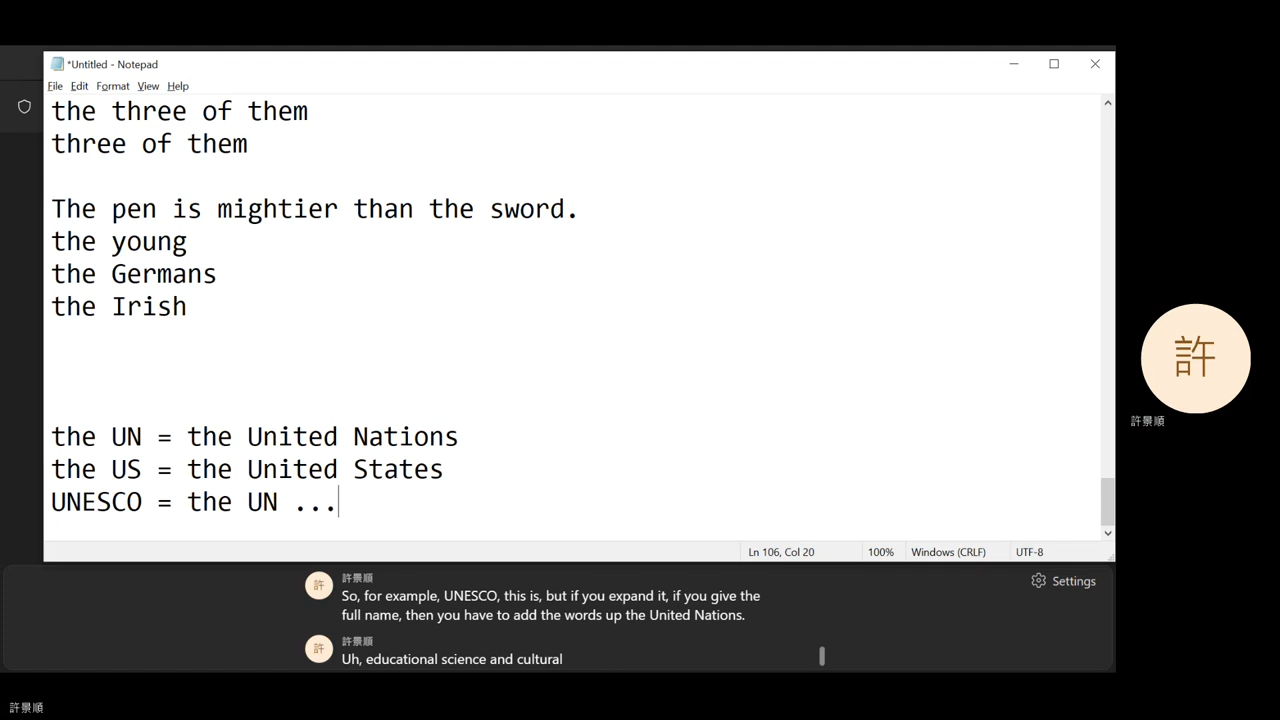 *Untitled - Notepad
File Edit Format View Help
the three of them
three of them
The pen is mightier than the sword.
the young
the Germans
the Irish
the UN = the United Nations
the US = the United States
UNESCO = the UN ...
Ln 106, Col 20 100% Windows (CRLF) UTF-8
許
許景順
許
許景順
So, for example, UNESCO, this is, but if you expand it, if you give the
full name, then you have to add the words up the United Nations.
Settings
許
許景順
Uh, educational science and cultural
許景順